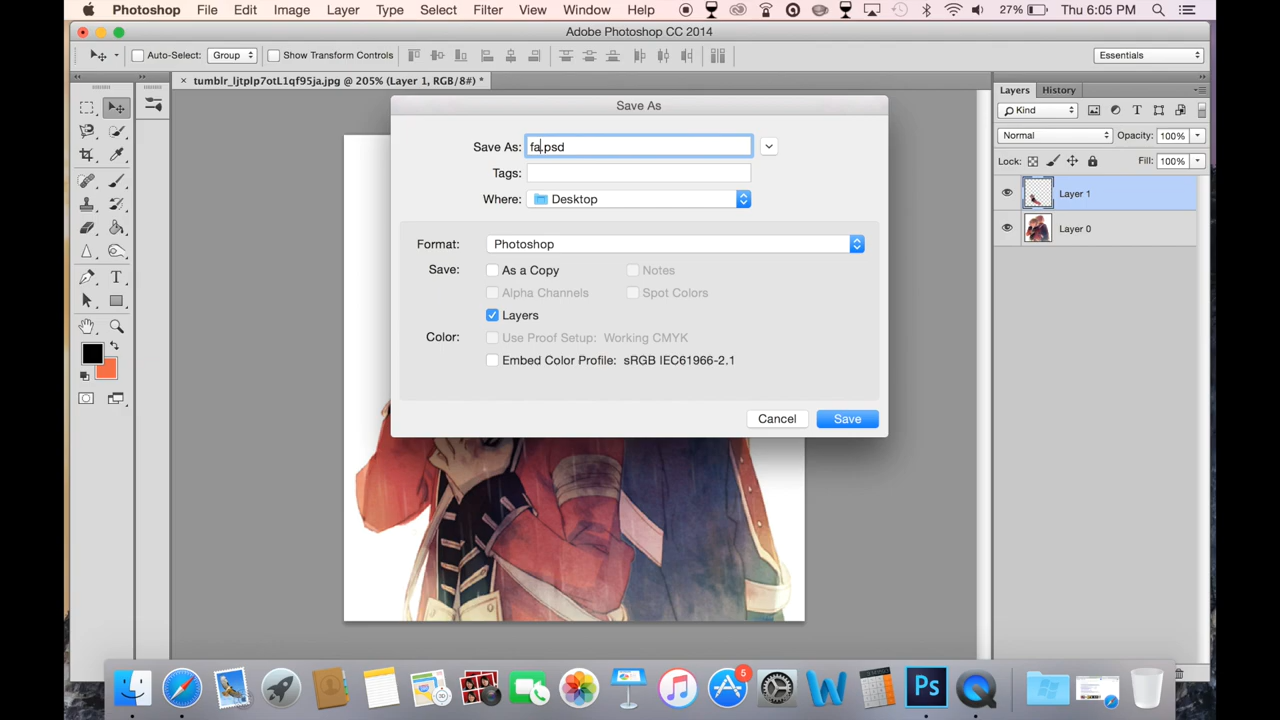 Photoshop File Edit Image Layer Type Select Filter View Window Help 27% Thu 6:05 PM
Adobe Photoshop CC 2014
Auto-Select: Group Show Transform Controls Essentials
tumblr_ljtplp7otL1qf95ja.jpg @ 205% (Layer 1, RGB/8#) *
Layers History
Kind
Normal Opacity: 100%
Lock: Fill: 100%
Layer 1
Layer 0
Save As
Save As: fa.psd
Tags:
Where: Desktop
Format: Photoshop
Save: As a Copy Notes
Alpha Channels Spot Colors
Layers
Color: Use Proof Setup: Working CMYK
Embed Color Profile: sRGB IEC61966-2.1
Cancel Save
5
3D
Ps